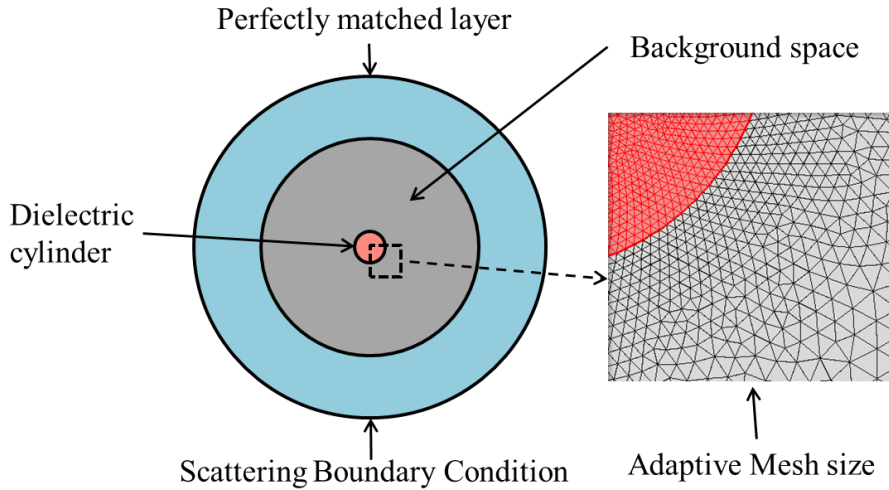 Perfectly matched layer
Background space
Dielectric
cylinder
Scattering Boundary Condition
Adaptive Mesh size